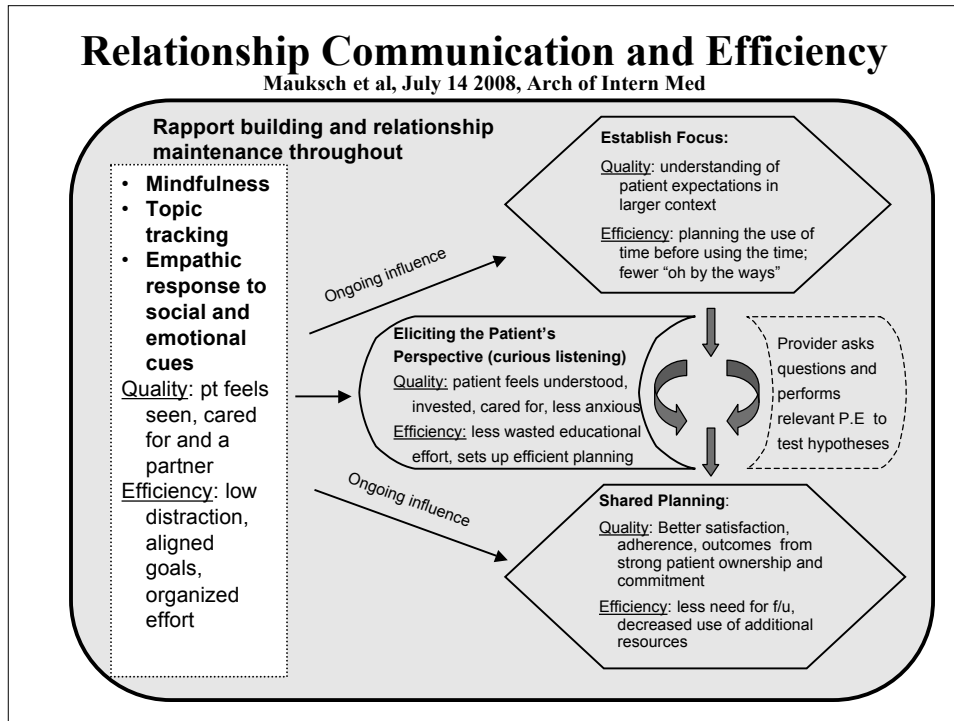 Relationship Communication and Efficiency
Mauksch et al, July 14 2008, Arch of Intern Med
Rapport building and relationship
maintenance throughout
• Mindfulness
• Topic
tracking
• Empathic
response to
social and
emotional
cues
Quality: pt feels
seen, cared
for and a
partner
Efficiency: low
distraction,
aligned
goals,
organized
effort
Ongoing influence
Establish Focus:
Quality: understanding of
patient expectations in
larger context
Efficiency: planning the use of
time before using the time;
fewer “oh by the ways”
Eliciting the Patient’s
Perspective (curious listening)
Quality: patient feels understood,
invested, cared for, less anxious
Efficiency: less wasted educational
effort, sets up efficient planning
Provider asks
questions and
performs
relevant P.E to
test hypotheses
Ongoing influence
Shared Planning:
Quality: Better satisfaction,
adherence, outcomes from
strong patient ownership and
commitment
Efficiency: less need for f/u,
decreased use of additional
resources